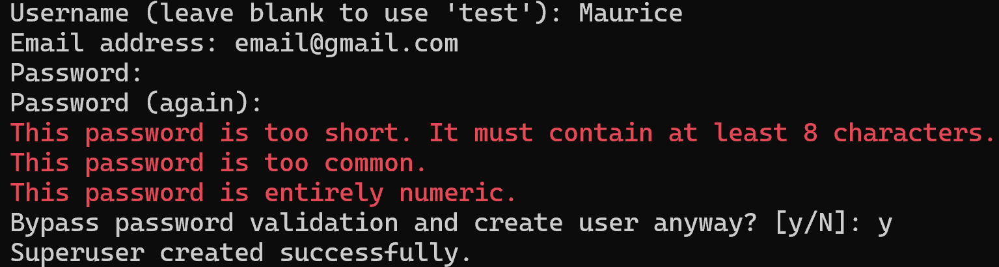 Username (leave blank to use 'test'): Maurice
Email address: email@gmail.com
Password:
Password (again):
This password is too short. It must contain at least 8 characters.
This password is too common.
This password is entirely numeric.
Bypass password validation and create user anyway? [y/N]: y
Superuser created successfully.